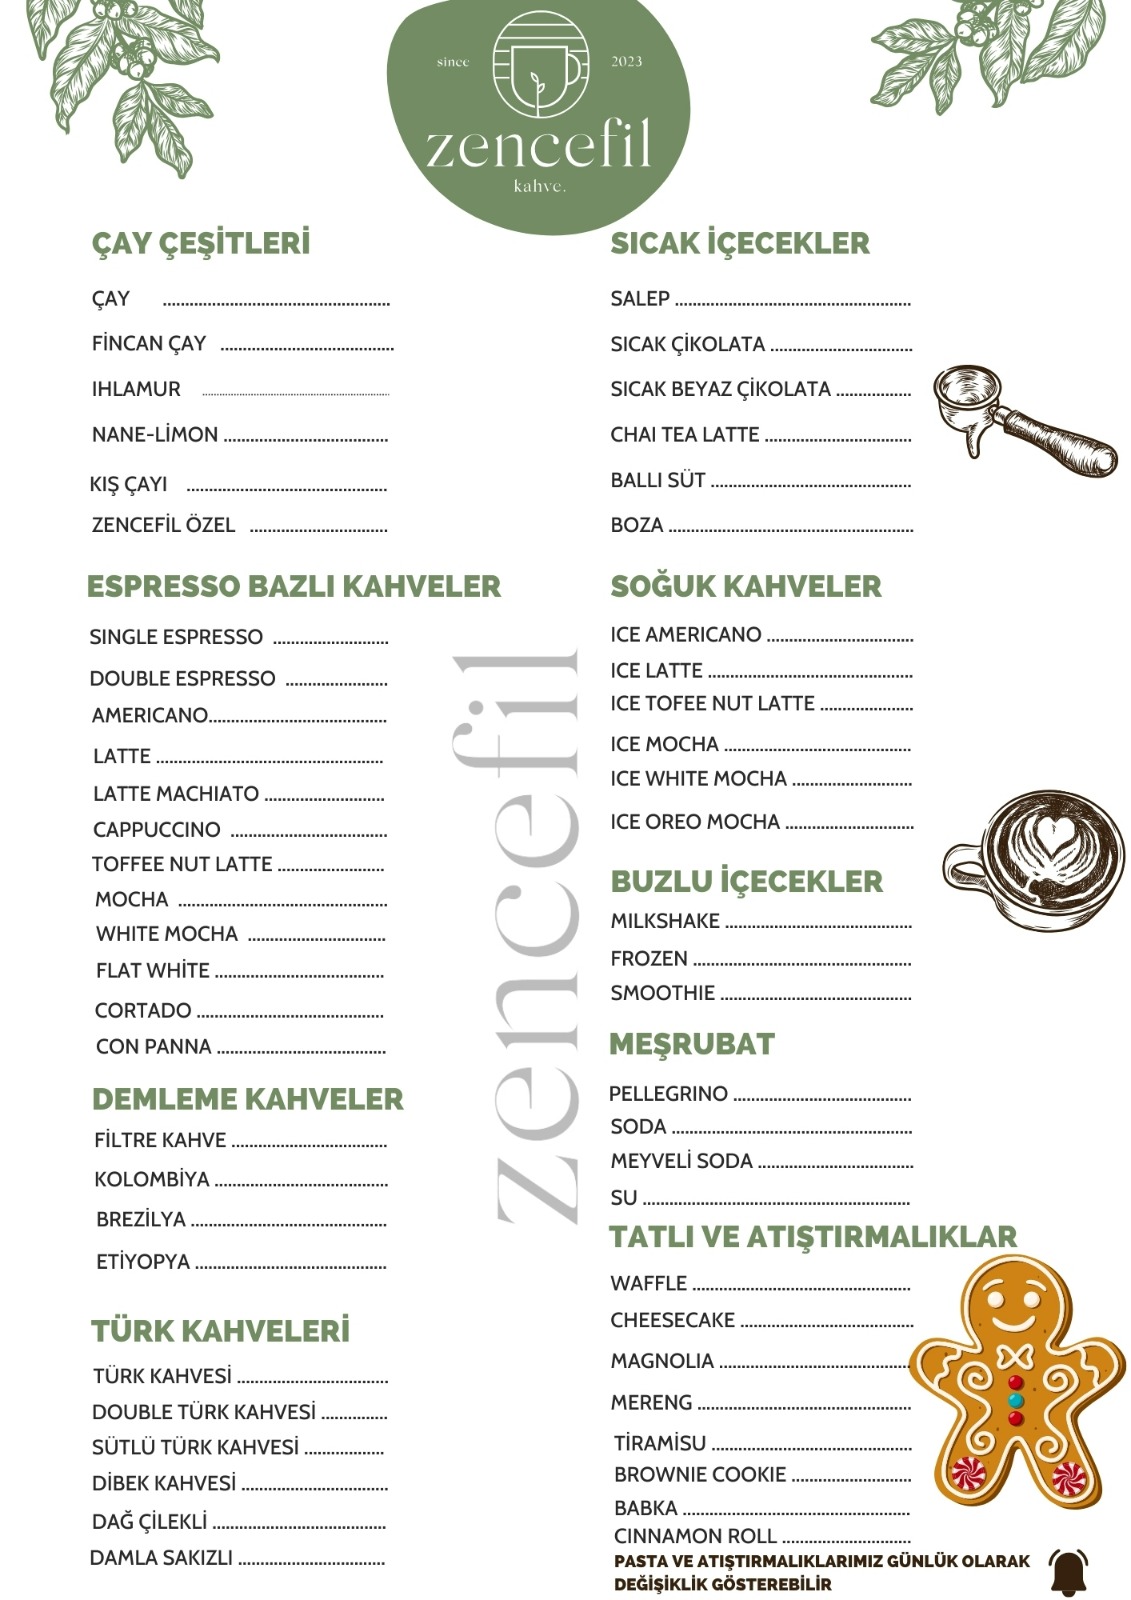 since
2023
zencefil
kahve.
ÇAY ÇEŞİTLERİ
ÇAY ..................................................
FİNCAN ÇAY ..........................................
IHLAMUR ..................................................
NANE-LİMON ........................................
KIŞ ÇAYI .................................................
ZENCEFİL ÖZEL ..................................
ESPRESSO BAZLI KAHVELER
SINGLE ESPRESSO ............................
DOUBLE ESPRESSO .........................
AMERICANO............................................
LATTE ........................................................
LATTE MACHIATO .............................
CAPPUCCINO ......................................
TOFFEE NUT LATTE ..........................
MOCHA ...................................................
WHITE MOCHA ..................................
FLAT WHİTE .........................................
CORTADO ..............................................
CON PANNA .........................................
DEMLEME KAHVELER
FİLTRE KAHVE ......................................
KOLOMBİYA ..........................................
BREZİLYA ................................................
ETİYOPYA ...............................................
TÜRK KAHVELERİ
TÜRK KAHVESİ .....................................
DOUBLE TÜRK KAHVESİ ................
SÜTLÜ TÜRK KAHVESİ ...................
DİBEK KAHVESİ ....................................
DAĞ ÇİLEKLİ ..........................................
DAMLA SAKIZLI ....................................
zencefil
SICAK İÇECEKLER
SALEP .........................................................
SICAK ÇİKOLATA ...................................
SICAK BEYAZ ÇİKOLATA ..................
CHAI TEA LATTE ....................................
BALLI SÜT .................................................
BOZA ............................................................
SOĞUK KAHVELER
ICE AMERICANO ....................................
ICE LATTE ..................................................
ICE TOFEE NUT LATTE .......................
ICE MOCHA ..............................................
ICE WHITE MOCHA .............................
ICE OREO MOCHA ...............................
BUZLU İÇECEKLER
MILKSHAKE ..............................................
FROZEN .....................................................
SMOOTHIE ...............................................
MEŞRUBAT
PELLEGRINO ...........................................
SODA ...........................................................
MEYVELİ SODA ......................................
SU .................................................................
TATLI VE ATIŞTIRMALIKLAR
WAFFLE .....................................................
CHEESECAKE ..........................................
MAGNOLIA ...............................................
MERENG ....................................................
TİRAMİSU .................................................
BROWNIE COOKIE .............................
BABKA ........................................................
CINNAMON ROLL ................................
PASTA VE ATIŞTIRMALIKLARIMIZ GÜNLÜK OLARAK
DEĞİŞİKLİK GÖSTEREBİLİR